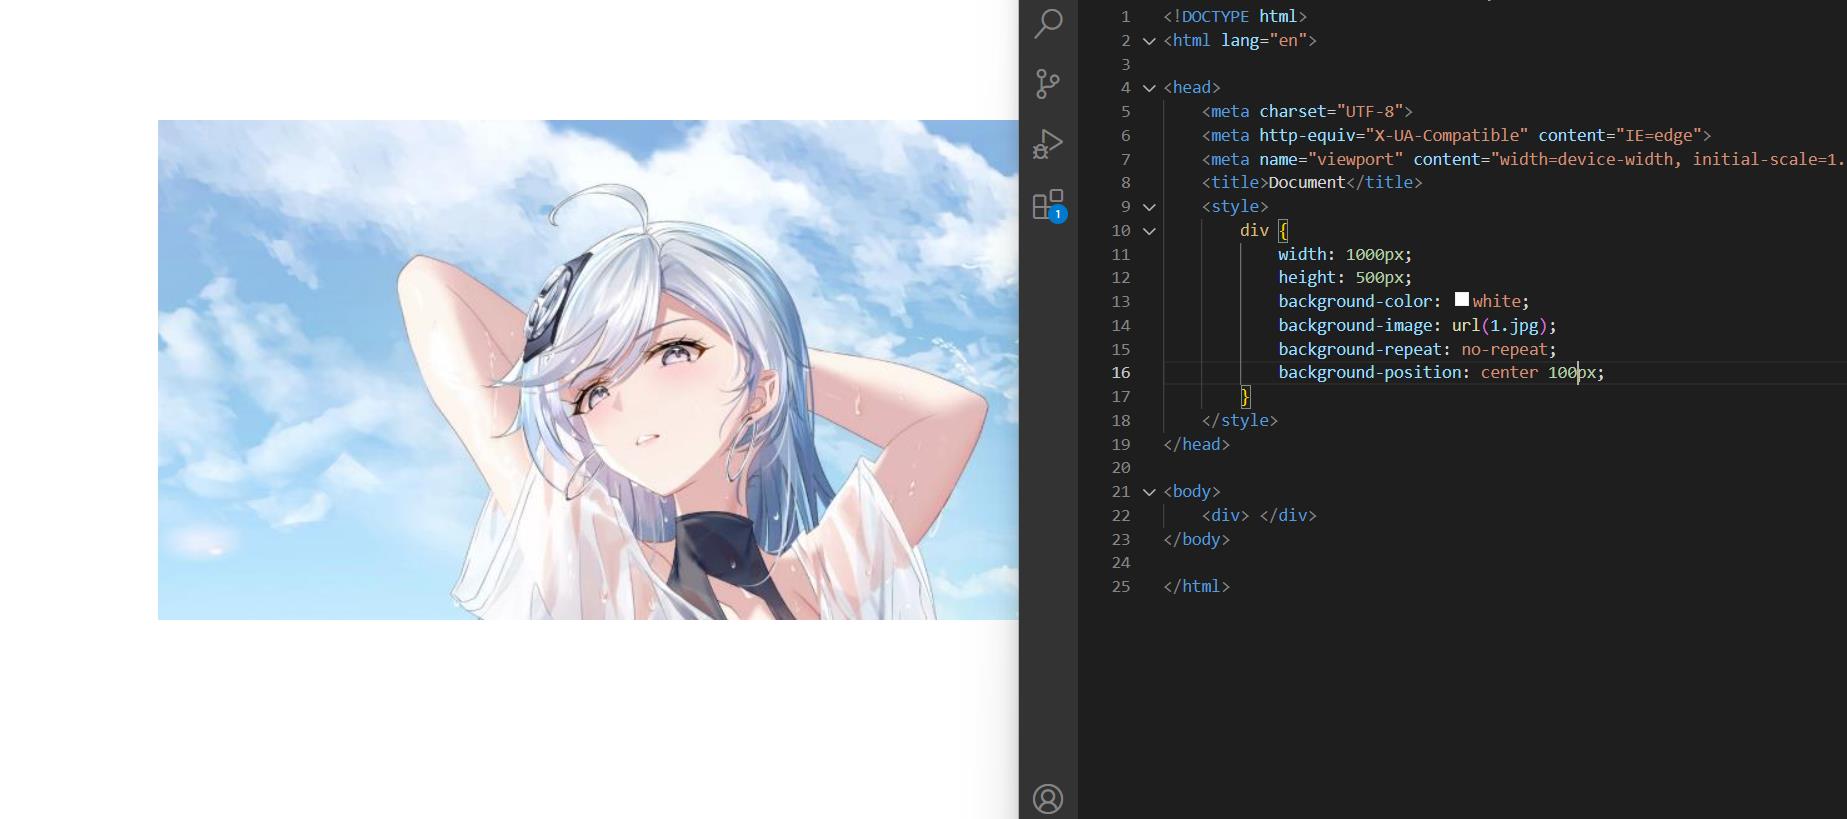 1 <!DOCTYPE html>
2 <html lang="en">
3
4 <head>
5 <meta charset="UTF-8">
6 <meta http-equiv="X-UA-Compatible" content="IE=edge">
7 <meta name="viewport" content="width=device-width, initial-scale=1.
8 <title>Document</title>
9 <style>
10 div {
11 width: 1000px;
12 height: 500px;
13 background-color: white;
14 background-image: url(1.jpg);
15 background-repeat: no-repeat;
16 background-position: center 100px;
17 }
18 </style>
19 </head>
20
21 <body>
22 <div> </div>
23 </body>
24
25 </html>
1